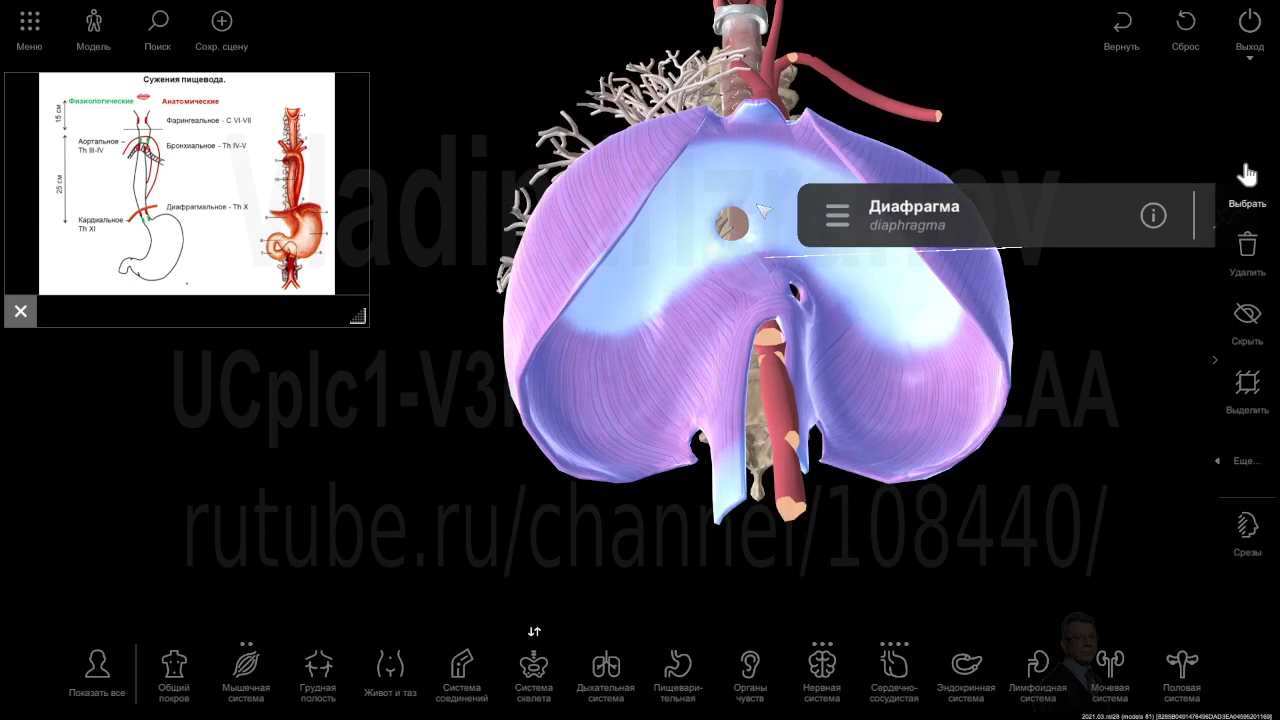 Меню
Модель
Поиск
Сохр. сцену
Вернуть
Сброс
Выход
Сужения пищевода.
Физиологические
Анатомические
15 см
Фарингеальное - C VI-VII
Аортальное –
Th III-IV
Бронхиальное - Th IV-V
25 см
Диафрагмальное - Th X
Кардиальное
Th XI
Диафрагма
diaphragma
Выбрать
Удалить
Скрыть
Выделить
Еще...
Срезы
rutube.ru/channel/108440/
Показать все
Общий
покров
Мышечная
система
Грудная
полость
Живот и таз
Система
соединений
Система
скелета
Дыхательная
система
Пищевари-
тельная
Органы
чувств
Нервная
система
Сердечно-
сосудистая
Эндокринная
система
Лимфоидная
система
Мочевая
система
Половая
система